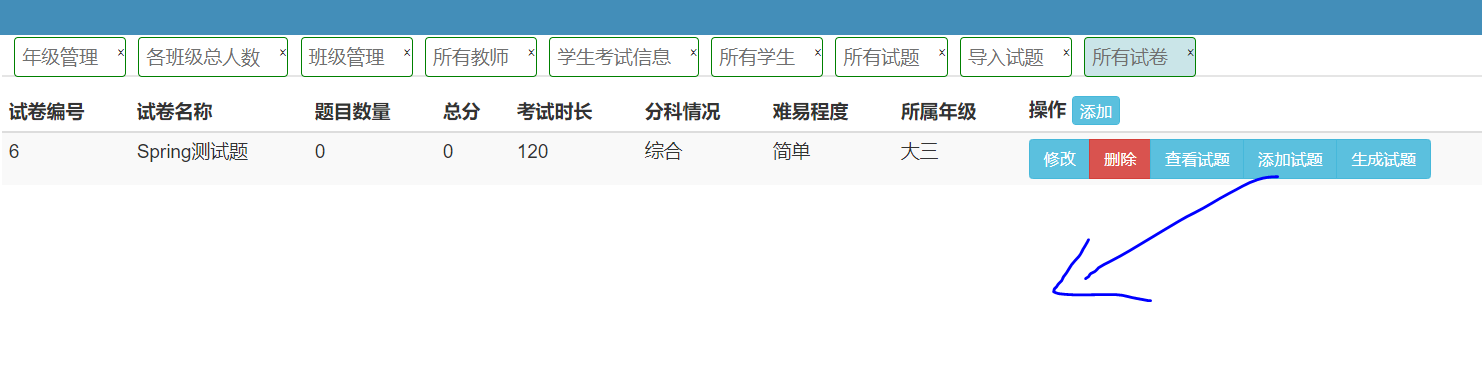 年级管理 x 各班级总人数 x 班级管理 x 所有教师 x 学生考试信息 x 所有学生 x 所有试题 x 导入试题 x 所有试卷 x
试卷编号 试卷名称 题目数量 总分 考试时长 分科情况 难易程度 所属年级 操作 添加
6 Spring测试题 0 0 120 综合 简单 大三 修改 删除 查看试题 添加试题 生成试题